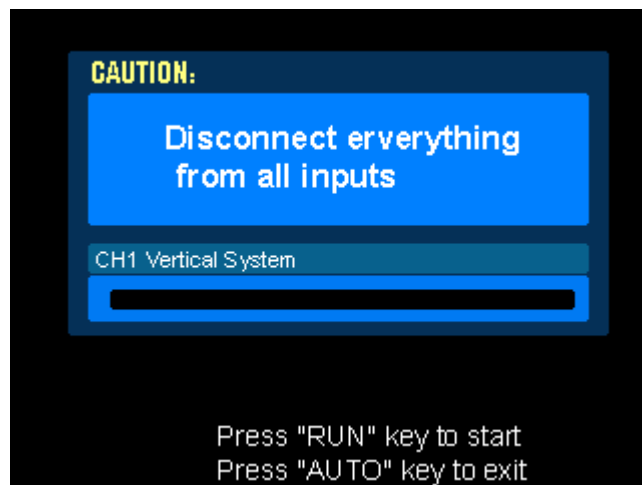 CAUTION:
Disconnect erverything
from all inputs
CH1 Vertical System
Press "RUN" key to start
Press "AUTO" key to exit